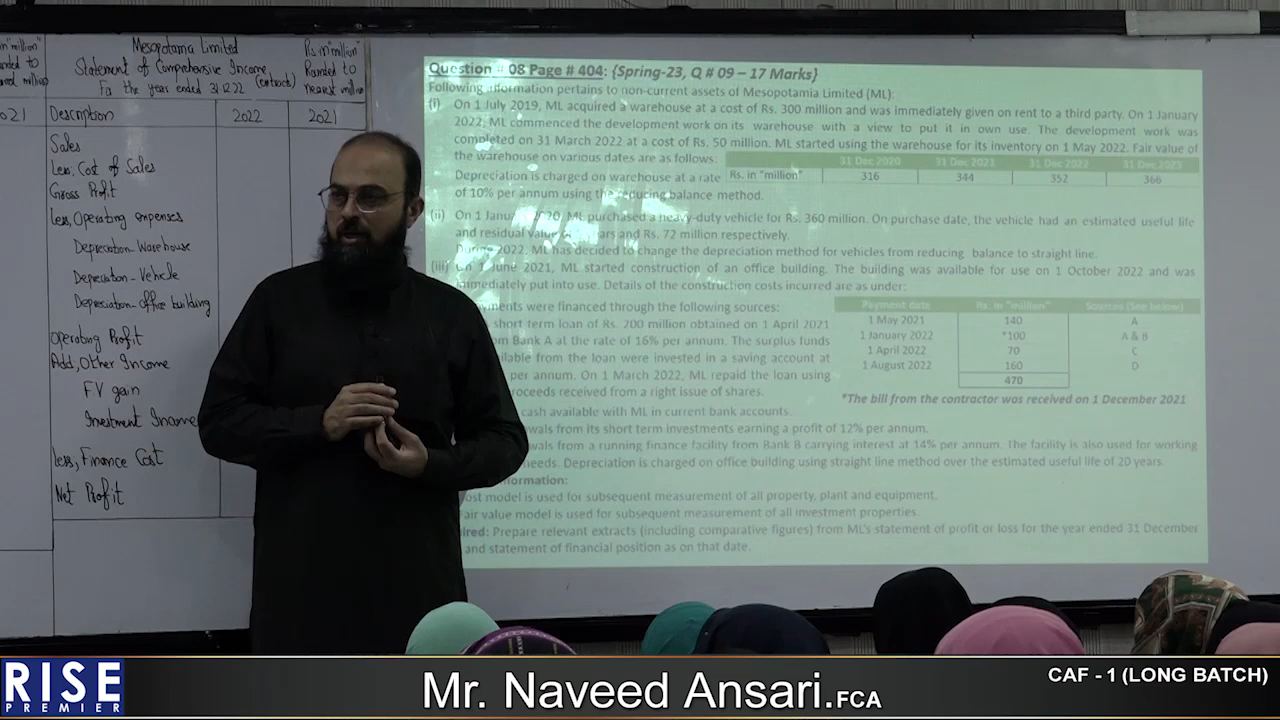 n "million"
ded to
ared million
021
Mesopotama Limited
Statement of Comprehensive Income
For the year ended 31.12.22 (extracts)
Rs. in "million"
Rounded to
nearest million
Description
2022
2021
Sales
Less, Cost of Sales
Gross Profit
Less, Operating expenses
Depreciation - Warehouse
Depreciation - Vehicle
Depreciation - office building
Operating Profit
Add, Other Income
FV gain
Investment Income
Less, Finance Cost
Net Profit
Question # 08 Page # 404: {Spring-23, Q # 09 – 17 Marks}
Following information pertains to non-current assets of Mesopotamia Limited (ML):
(i) On 1 July 2019, ML acquired a warehouse at a cost of Rs. 300 million and was immediately given on rent to a third party. On 1 January
2022, ML commenced the development work on its warehouse with a view to put it in own use. The development work was
completed on 31 March 2022 at a cost of Rs. 50 million. ML started using the warehouse for its inventory on 1 May 2022. Fair value of
the warehouse on various dates are as follows:
31 Dec 2020 31 Dec 2021 31 Dec 2022 31 Dec 2023
Rs. in "million" 316 344 352 366
Depreciation is charged on warehouse at a rate
of 10% per annum using the reducing balance method.
(ii) On 1 January 20, ML purchased a heavy-duty vehicle for Rs. 360 million. On purchase date, the vehicle had an estimated useful life
and residual value of ears and Rs. 72 million respectively.
During 2022, ML has decided to change the depreciation method for vehicles from reducing balance to straight line.
(iii) On 1 June 2021, ML started construction of an office building. The building was available for use on 1 October 2022 and was
immediately put into use. Details of the construction costs incurred are as under:
ments were financed through the following sources:
short term loan of Rs. 200 million obtained on 1 April 2021
om Bank A at the rate of 16% per annum. The surplus funds
ilable from the loan were invested in a saving account at
per annum. On 1 March 2022, ML repaid the loan using
roceeds received from a right issue of shares.
Payment date Rs. in "million" Sources (See below)
1 May 2021 140 A
1 January 2022 *100 A & B
1 April 2022 70 C
1 August 2022 160 D
470
*The bill from the contractor was received on 1 December 2021
cash available with ML in current bank accounts.
wals from its short term investments earning a profit of 12% per annum.
wals from a running finance facility from Bank B carrying interest at 14% per annum. The facility is also used for working
needs. Depreciation is charged on office building using straight line method over the estimated useful life of 20 years.
ormation:
ost model is used for subsequent measurement of all property, plant and equipment.
air value model is used for subsequent measurement of all investment properties.
ired: Prepare relevant extracts (including comparative figures) from ML's statement of profit or loss for the year ended 31 December
and statement of financial position as on that date.
RISE
PREMIER
Mr. Naveed Ansari.FCA
CAF - 1 (LONG BATCH)